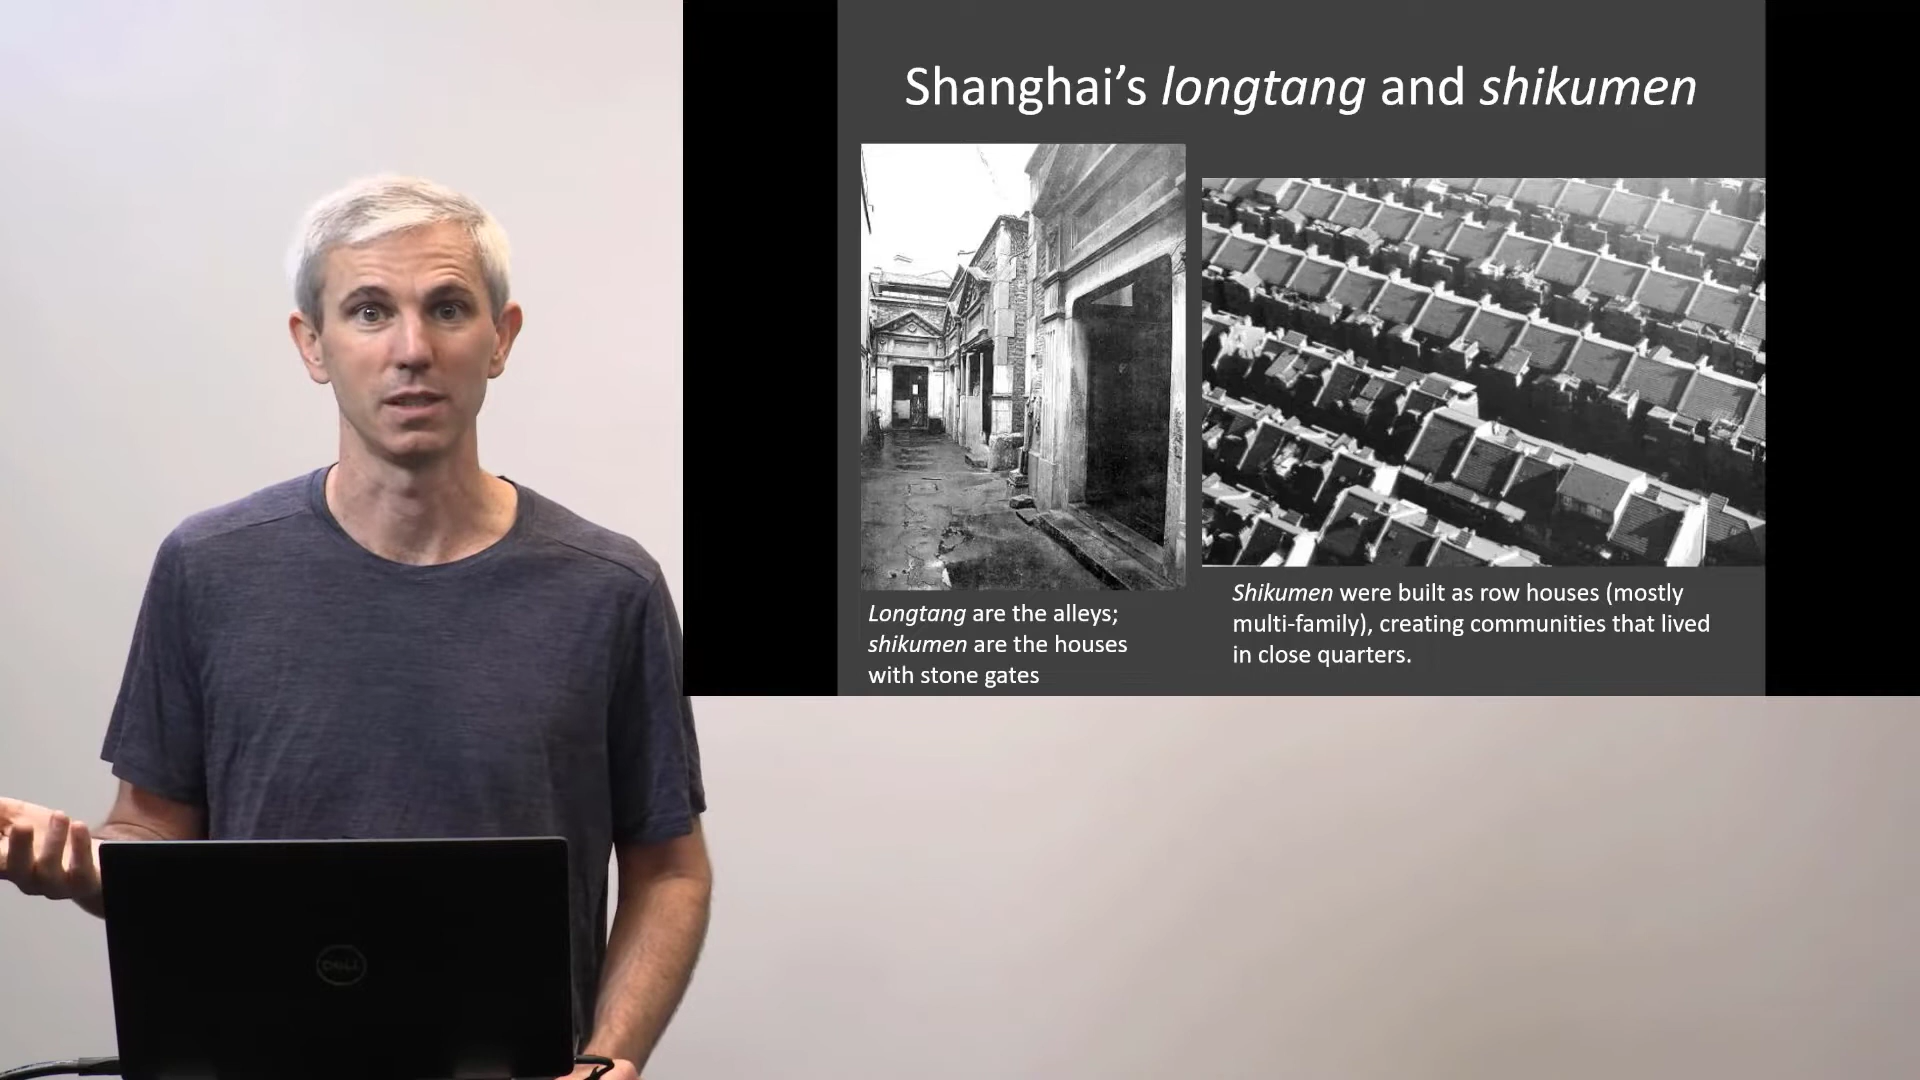 Shanghai's longtang and shikumen
Longtang are the alleys;
shikumen are the houses
with stone gates
Shikumen were built as row houses (mostly
multi-family), creating communities that lived
in close quarters.
DELL